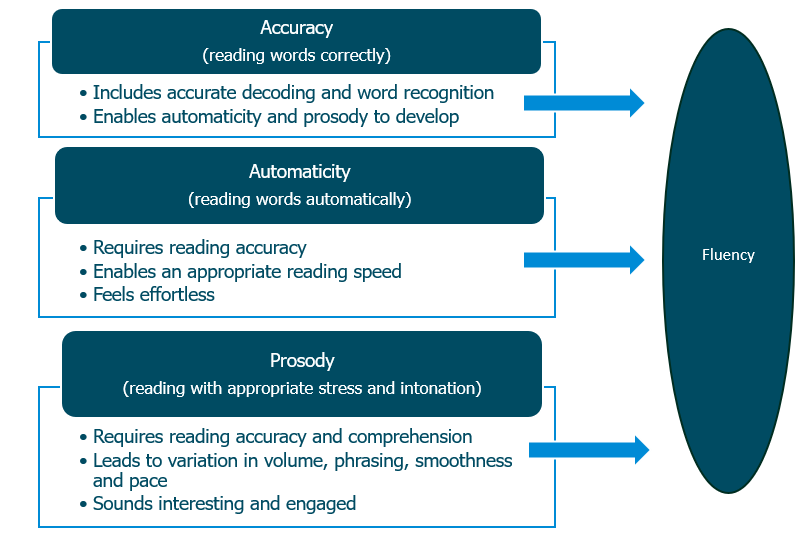 Accuracy
(reading words correctly)
• Includes accurate decoding and word recognition
• Enables automaticity and prosody to develop
Automaticity
(reading words automatically)
• Requires reading accuracy
• Enables an appropriate reading speed
• Feels effortless
Prosody
(reading with appropriate stress and intonation)
• Requires reading accuracy and comprehension
• Leads to variation in volume, phrasing, smoothness
and pace
• Sounds interesting and engaged
Fluency